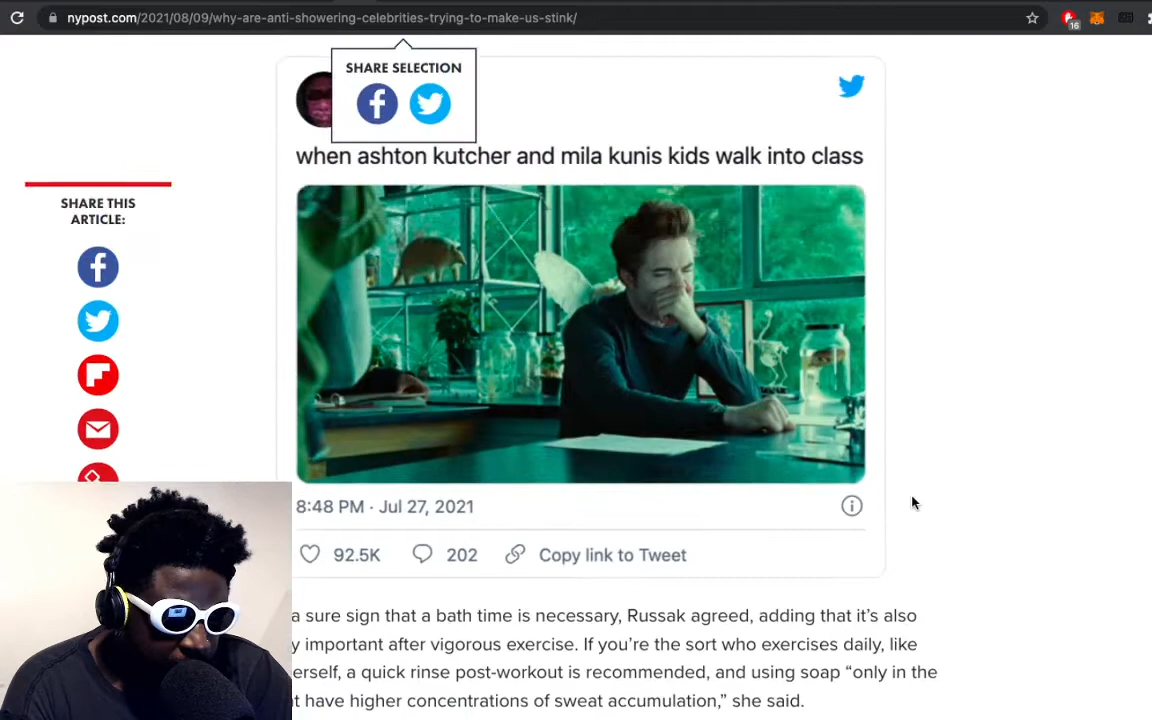 nypost.com/2021/08/09/why-are-anti-showering-celebrities-trying-to-make-us-stink/
16
SHARE SELECTION
when ashton kutcher and mila kunis kids walk into class
SHARE THIS
ARTICLE:
8:48 PM · Jul 27, 2021
92.5K
202
Copy link to Tweet
a sure sign that a bath time is necessary, Russak agreed, adding that it’s also
important after vigorous exercise. If you’re the sort who exercises daily, like
a quick rinse post-workout is recommended, and using soap “only in the
have higher concentrations of sweat accumulation,” she said.